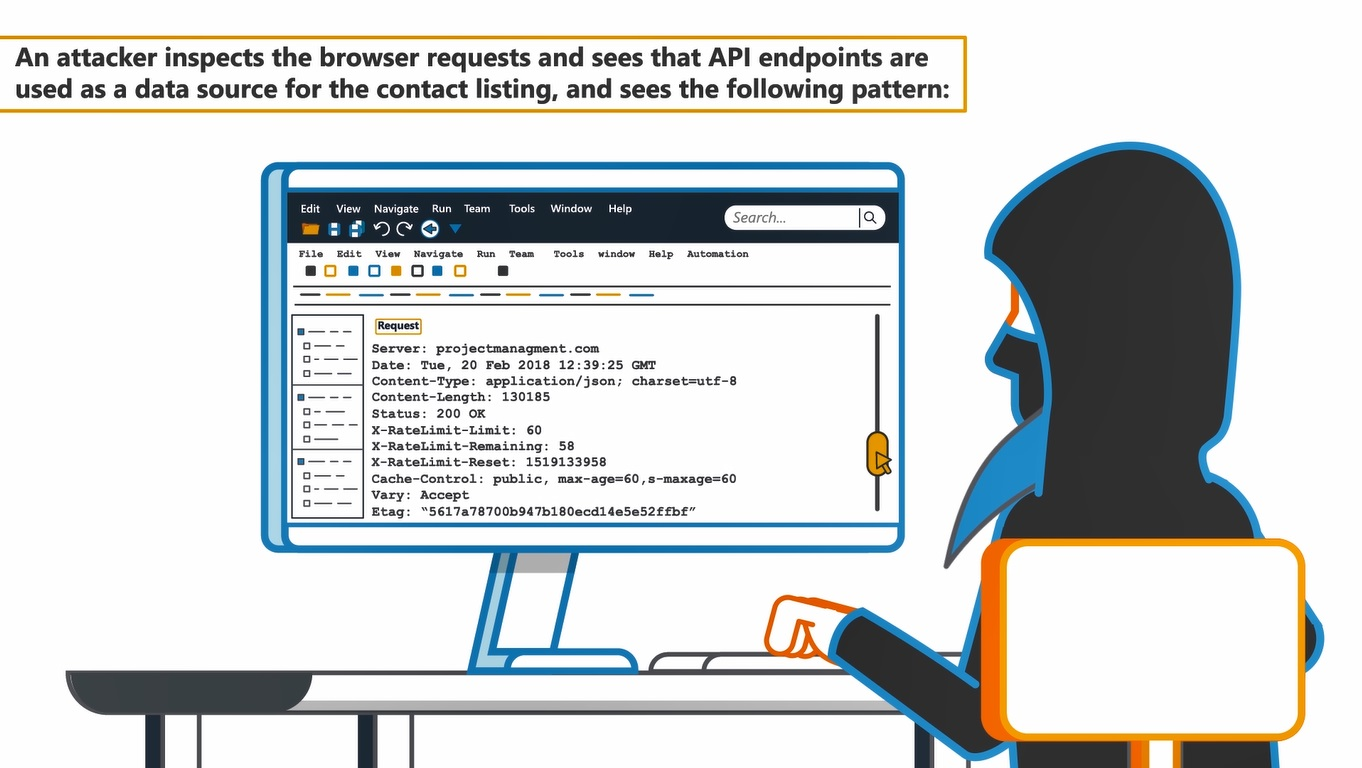 An attacker inspects the browser requests and sees that API endpoints are
used as a data source for the contact listing, and sees the following pattern:
Edit View Navigate Run Team Tools Window Help
Search...
File Edit View Navigate Run Team Tools window Help Automation
Request
Server: projectmanagment.com
Date: Tue, 20 Feb 2018 12:39:25 GMT
Content-Type: application/json; charset=utf-8
Content-Length: 130185
Status: 200 OK
X-RateLimit-Limit: 60
X-RateLimit-Remaining: 58
X-RateLimit-Reset: 1519133958
Cache-Control: public, max-age=60,s-maxage=60
Vary: Accept
Etag: “5617a78700b947b180ecd14e5e52ffbf”